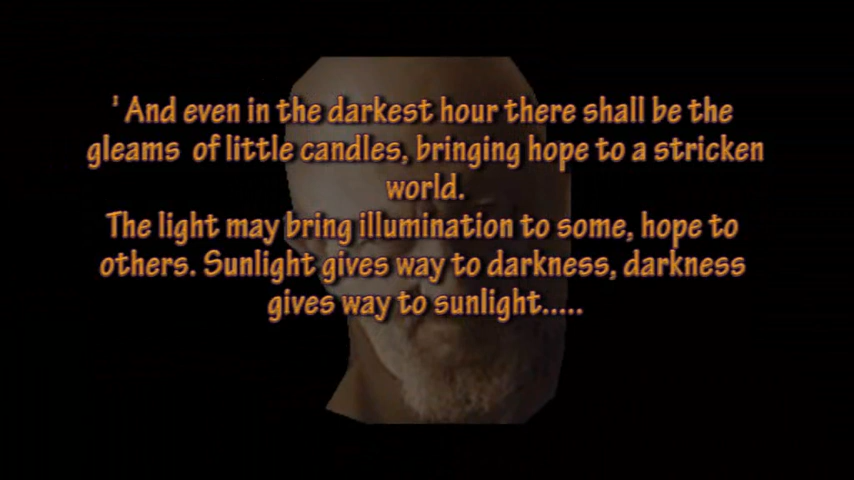 ' And even in the darkest hour there shall be the
gleams of little candles, bringing hope to a stricken
world.
The light may bring illumination to some, hope to
others. Sunlight gives way to darkness, darkness
gives way to sunlight.....